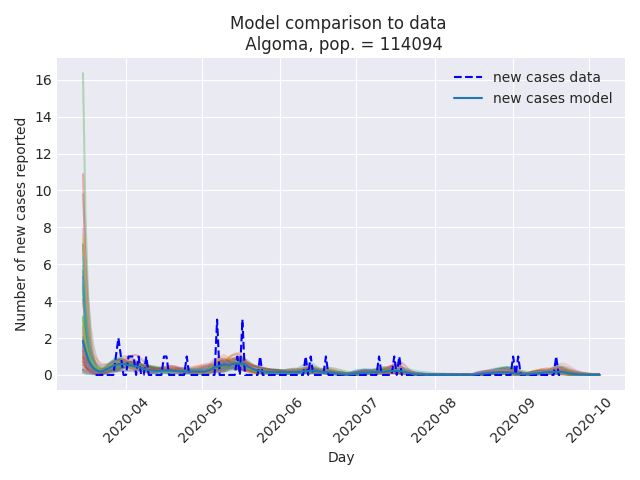 Model comparison to data
Algoma, pop. = 114094
new cases data
new cases model
Number of new cases reported
16
14
12
10
8
6
4
2
0
2020-04
2020-05
2020-06
2020-07
2020-08
2020-09
2020-10
Day